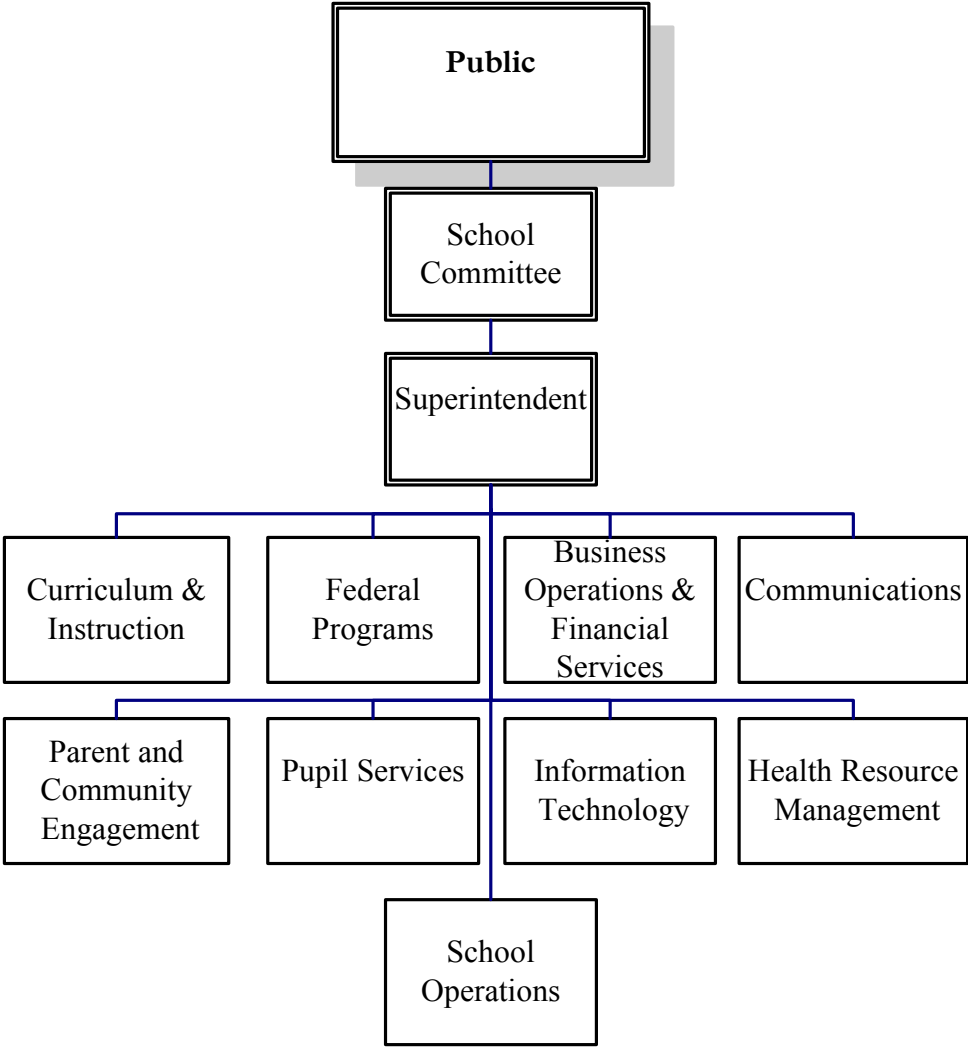 Public
School
Committee
Superintendent
Curriculum &
Instruction
Federal
Programs
Business
Operations &
Financial
Services
Communications
Parent and
Community
Engagement
Pupil Services
Information
Technology
Health Resource
Management
School
Operations